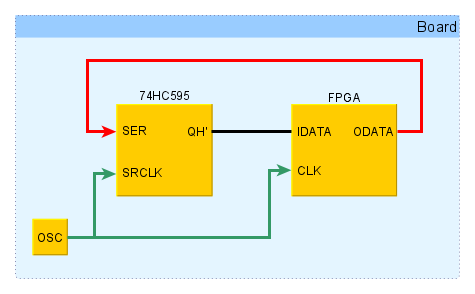 Board
74HC595
FPGA
SER
QH'
IDATA
ODATA
SRCLK
CLK
OSC